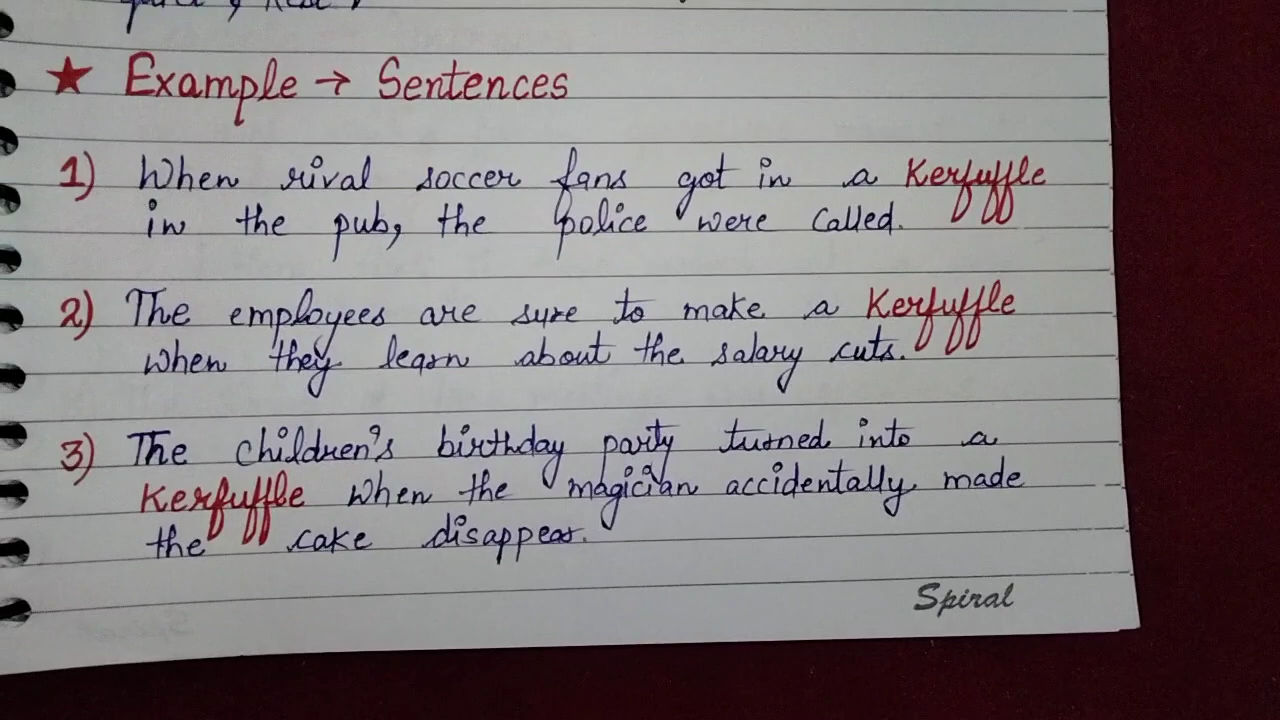 ★ Example → Sentences
1) When rival soccer fans got in a Kerfuffle
in the pub, the police were called.
2) The employees are sure to make a Kerfuffle
when they learn about the salary cuts.
3) The children's birthday party turned into a
Kerfuffle when the magician accidentally made
the cake disappear.
Spiral